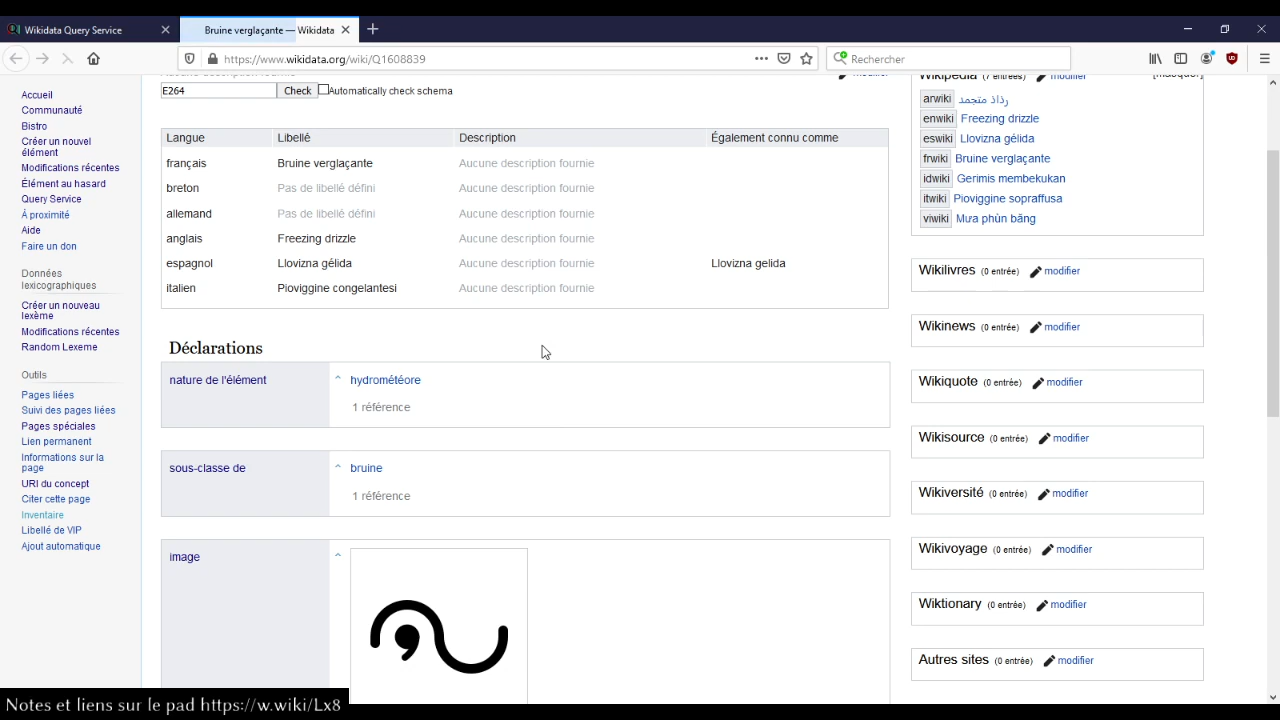 Wikidata Query Service
Bruine verglaçante — Wikidata
https://www.wikidata.org/wiki/Q1608839
Rechercher
Accueil
Communauté
Bistro
Créer un nouvel
élément
Modifications récentes
Élément au hasard
Query Service
À proximité
Aide
Faire un don
Données
lexicographiques
Créer un nouveau
lexème
Modifications récentes
Random Lexeme
Outils
Pages liées
Suivi des pages liées
Pages spéciales
Lien permanent
Informations sur la
page
URI du concept
Citer cette page
Inventaire
Libellé de VIP
Ajout automatique
modifier
E264 Check Automatically check schema
Langue Libellé Description Également connu comme
français Bruine verglaçante Aucune description fournie
breton Pas de libellé défini Aucune description fournie
allemand Pas de libellé défini Aucune description fournie
anglais Freezing drizzle Aucune description fournie
espagnol Llovizna gélida Aucune description fournie Llovizna gelida
italien Pioviggine congelantesi Aucune description fournie
Déclarations
nature de l'élément hydrométéore
1 référence
sous-classe de bruine
1 référence
image
Wikipédia (7 entrées) modifier [masquer]
arwiki رذاذ متجمد
enwiki Freezing drizzle
eswiki Llovizna gélida
frwiki Bruine verglaçante
idwiki Gerimis membekukan
itwiki Pioviggine sopraffusa
viwiki Mưa phùn băng
Wikilivres (0 entrée) modifier
Wikinews (0 entrée) modifier
Wikiquote (0 entrée) modifier
Wikisource (0 entrée) modifier
Wikiversité (0 entrée) modifier
Wikivoyage (0 entrée) modifier
Wiktionary (0 entrée) modifier
Autres sites (0 entrée) modifier
Notes et liens sur le pad https://w.wiki/Lx8